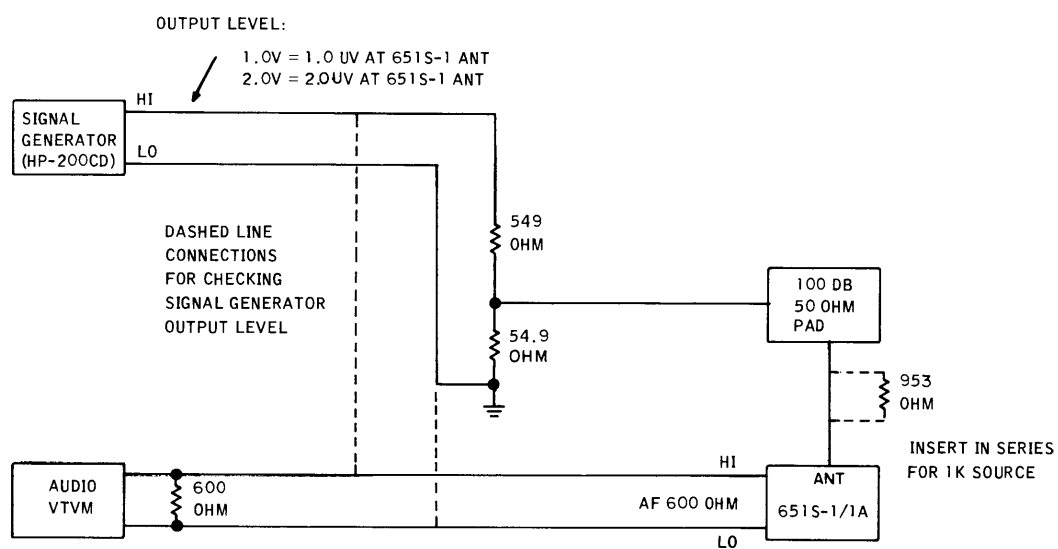 OUTPUT LEVEL:
1.0V = 1.0 UV AT 651S-1 ANT
2.0V = 2.0UV AT 651S-1 ANT
HI
SIGNAL
GENERATOR
(HP-200CD)
LO
549
OHM
DASHED LINE
CONNECTIONS
FOR CHECKING
SIGNAL GENERATOR
OUTPUT LEVEL
100 DB
50 OHM
PAD
54.9
OHM
953
OHM
INSERT IN SERIES
FOR 1K SOURCE
AUDIO
VTVM
600
OHM
HI
AF 600 OHM
LO
ANT
651S-1/1A